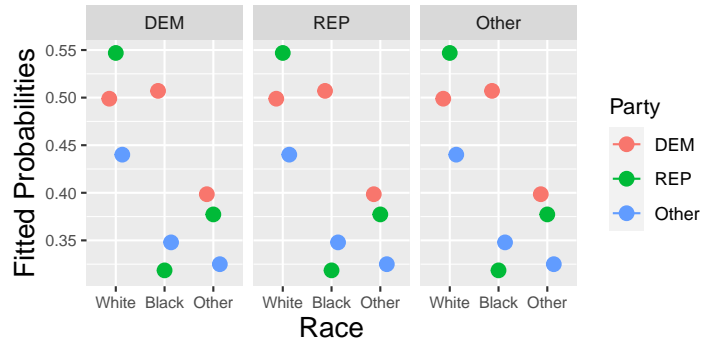 DEM REP Other
Fitted Probabilities
0.55
0.50
0.45
0.40
0.35
White Black Other White Black Other White Black Other
Race
Party
DEM
REP
Other